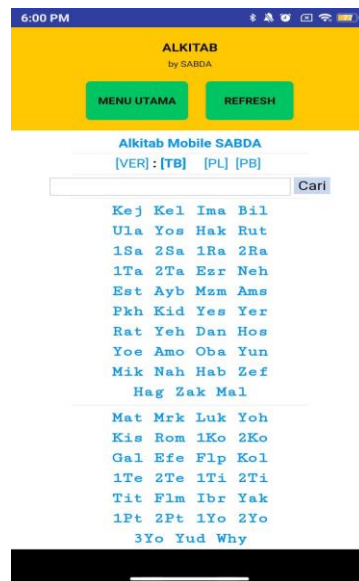 6:00 PM
ALKITAB
by SABDA
MENU UTAMA REFRESH
Alkitab Mobile SABDA
[VER] : [TB] [PL] [PB]
Cari
Kej Kel Ima Bil
Ula Yos Hak Rut
1Sa 2Sa 1Ra 2Ra
1Ta 2Ta Ezr Neh
Est Ayb Mzm Ams
Pkh Kid Yes Yer
Rat Yeh Dan Hos
Yoe Amo Oba Yun
Mik Nah Hab Zef
Hag Zak Mal
Mat Mrk Luk Yoh
Kis Rom 1Ko 2Ko
Gal Efe Flp Kol
1Te 2Te 1Ti 2Ti
Tit Flm Ibr Yak
1Pt 2Pt 1Yo 2Yo
3Yo Yud Why